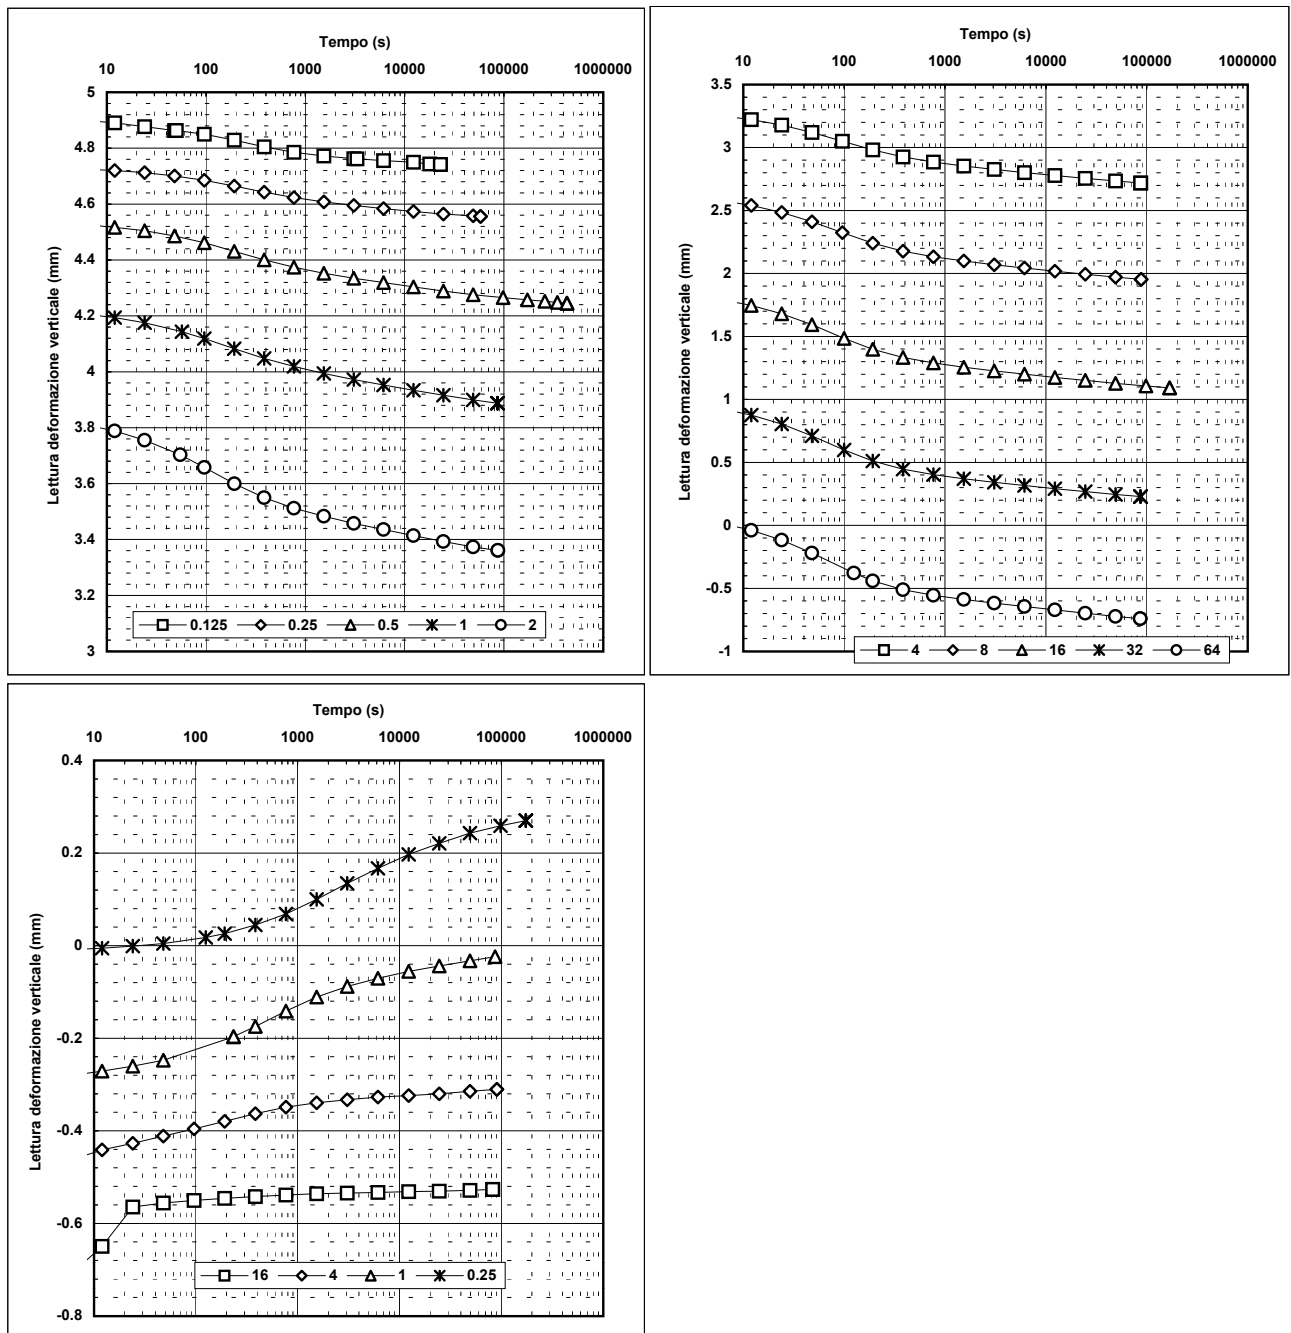 Tempo (s)
10 100 1000 10000 100000 1000000
5
4.8
4.6
4.4
4.2
4
3.8
3.6
3.4
3.2
3
Lettura deformazione verticale (mm)
0.125 0.25 0.5 1 2
Tempo (s)
10 100 1000 10000 100000 1000000
3.5
3
2.5
2
1.5
1
0.5
0
-0.5
-1
Lettura deformazione verticale (mm)
4 8 16 32 64
Tempo (s)
10 100 1000 10000 100000 1000000
0.4
0.2
0
-0.2
-0.4
-0.6
-0.8
Lettura deformazione verticale (mm)
16 4 1 0.25